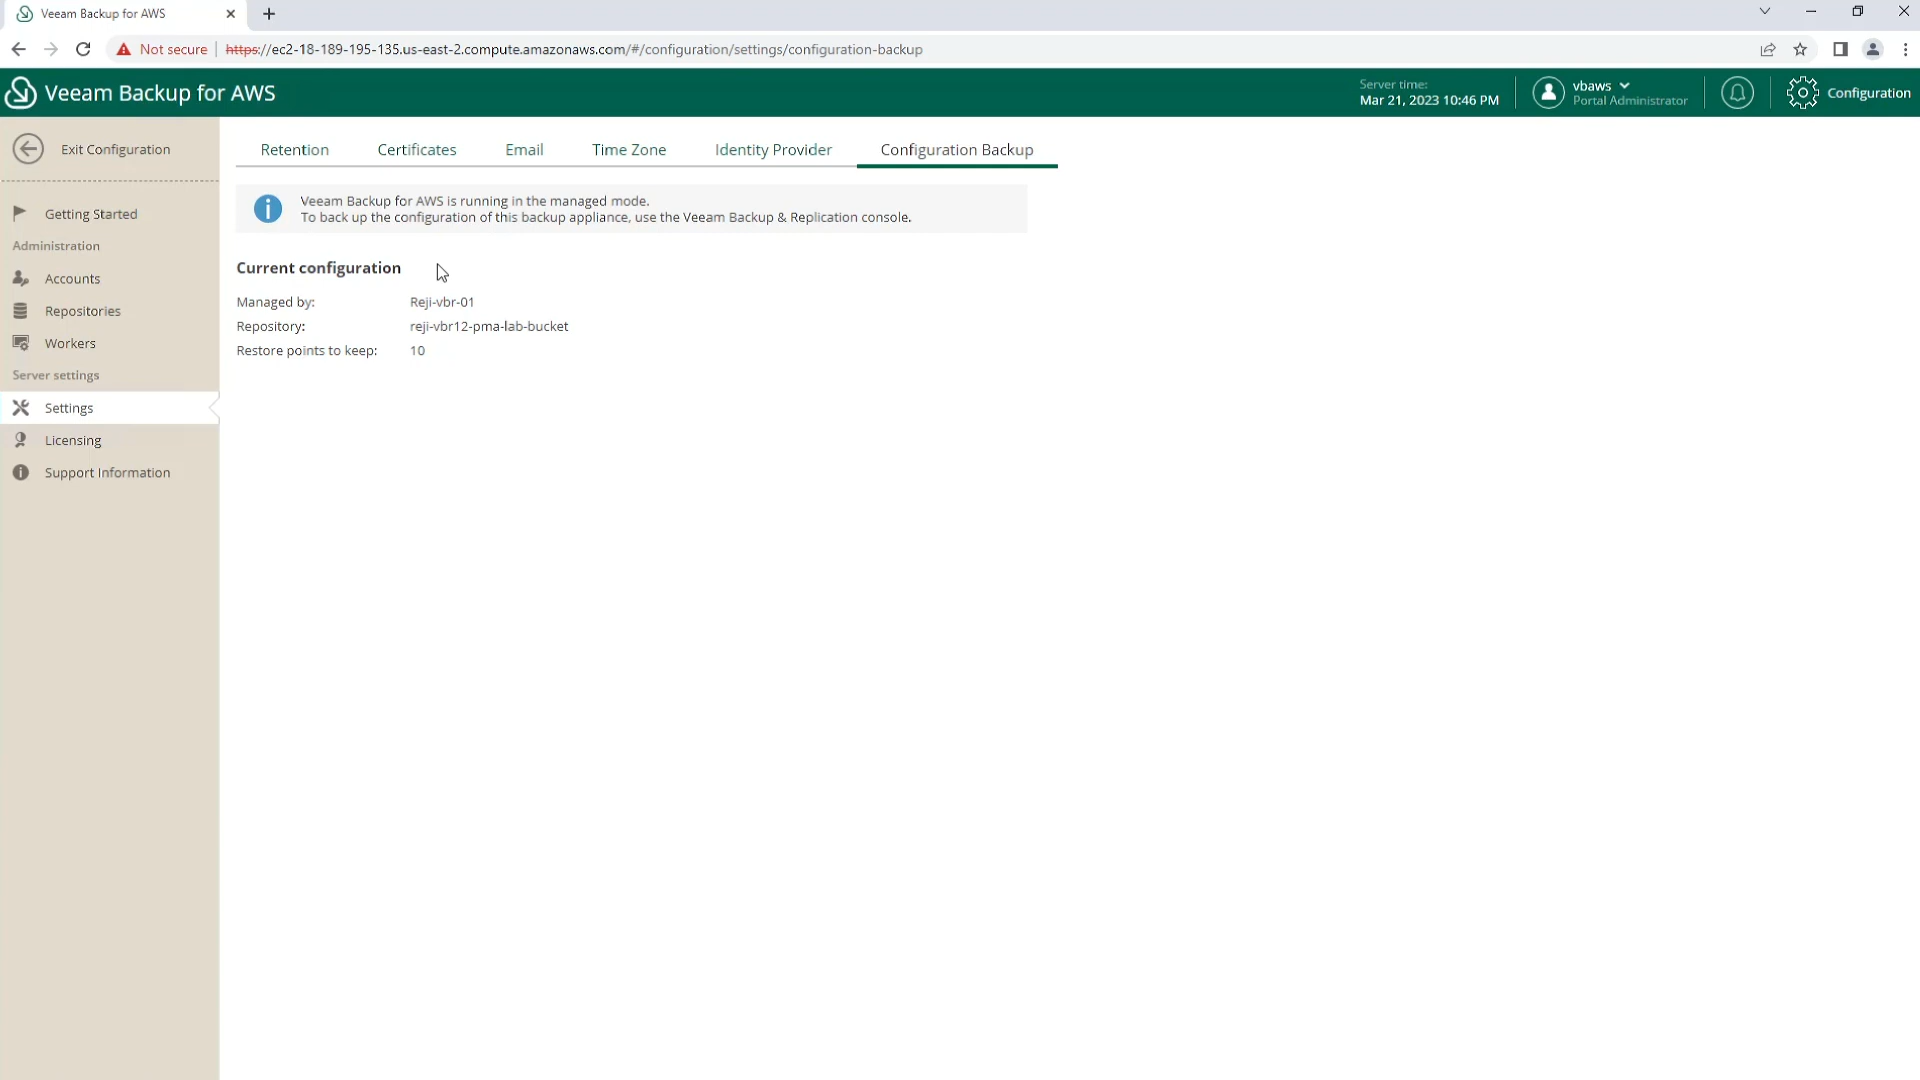 Veeam Backup for AWS
Not secure
https://ec2-18-189-195-135.us-east-2.compute.amazonaws.com/#/configuration/settings/configuration-backup
Veeam Backup for AWS
Server time:
Mar 21, 2023 10:46 PM
vbaws
Portal Administrator
Configuration
Exit Configuration
Getting Started
Administration
Accounts
Repositories
Workers
Server settings
Settings
Licensing
Support Information
Retention
Certificates
Email
Time Zone
Identity Provider
Configuration Backup
Veeam Backup for AWS is running in the managed mode.
To back up the configuration of this backup appliance, use the Veeam Backup & Replication console.
Current configuration
Managed by: Reji-vbr-01
Repository: reji-vbr12-pma-lab-bucket
Restore points to keep: 10